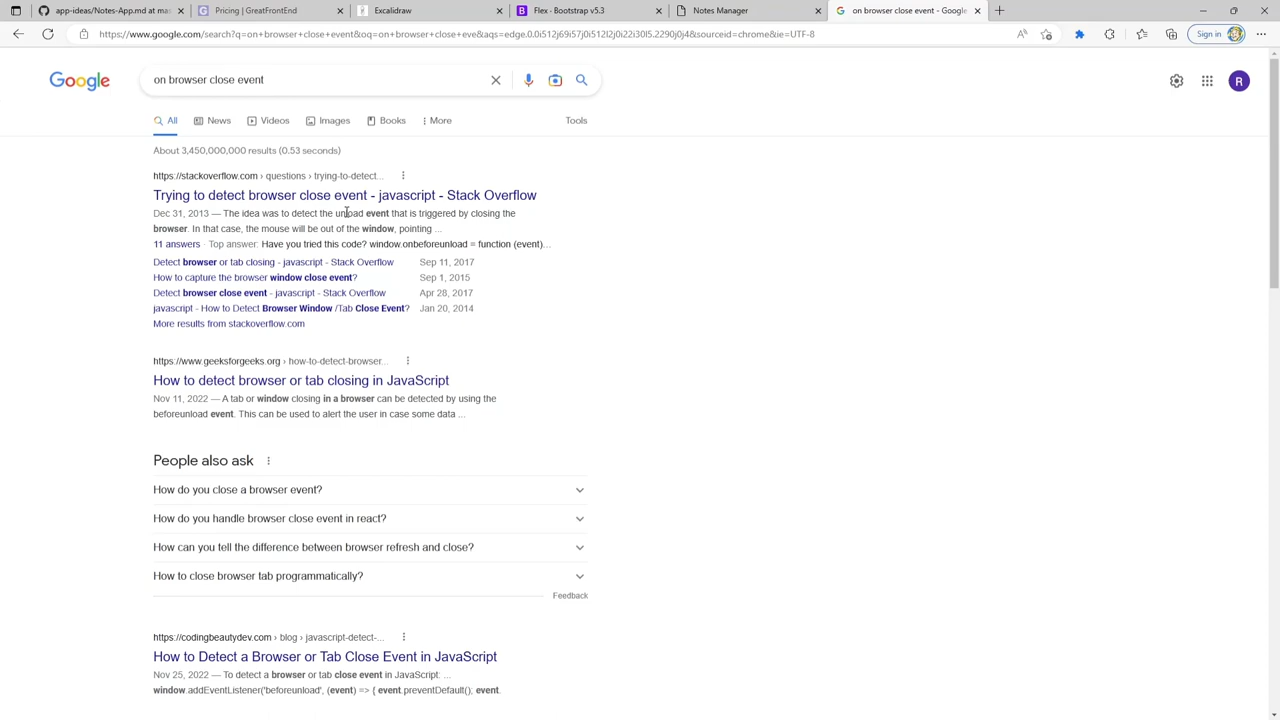 app-ideas/Notes-App.md at mas
Pricing | GreatFrontEnd
Excalidraw
Flex · Bootstrap v5.3
Notes Manager
on browser close event - Google
https://www.google.com/search?q=on+browser+close+event&oq=on+browser+close+eve&aqs=edge.0.0i512j69i57j0i512l2j0i22i30l5.2290j0j4&sourceid=chrome&ie=UTF-8
Sign in
Google
on browser close event
R
All
News
Videos
Images
Books
More
Tools
About 3,450,000,000 results (0.53 seconds)
https://stackoverflow.com › questions › trying-to-detect...
Trying to detect browser close event - javascript - Stack Overflow
Dec 31, 2013 — The idea was to detect the unload event that is triggered by closing the
browser. In that case, the mouse will be out of the window, pointing ...
11 answers · Top answer: Have you tried this code? window.onbeforeunload = function (event)...
Detect browser or tab closing - javascript - Stack Overflow Sep 11, 2017
How to capture the browser window close event? Sep 1, 2015
Detect browser close event - javascript - Stack Overflow Apr 28, 2017
javascript - How to Detect Browser Window /Tab Close Event? Jan 20, 2014
More results from stackoverflow.com
https://www.geeksforgeeks.org › how-to-detect-browser...
How to detect browser or tab closing in JavaScript
Nov 11, 2022 — A tab or window closing in a browser can be detected by using the
beforeunload event. This can be used to alert the user in case some data ...
People also ask
How do you close a browser event?
How do you handle browser close event in react?
How can you tell the difference between browser refresh and close?
How to close browser tab programmatically?
Feedback
https://codingbeautydev.com › blog › javascript-detect-...
How to Detect a Browser or Tab Close Event in JavaScript
Nov 25, 2022 — To detect a browser or tab close event in JavaScript: ...
window.addEventListener('beforeunload', (event) => { event.preventDefault(); event.